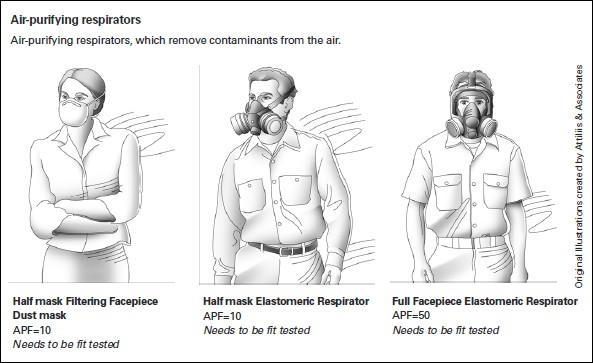 Air-purifying respirators
Air-purifying respirators, which remove contaminants from the air.
Original Illustrations created by Attiliis & Associates
Half mask Filtering Facepiece
Dust mask
APF=10
Needs to be fit tested
Half mask Elastomeric Respirator
APF=10
Needs to be fit tested
Full Facepiece Elastomeric Respirator
APF=50
Needs to be fit tested